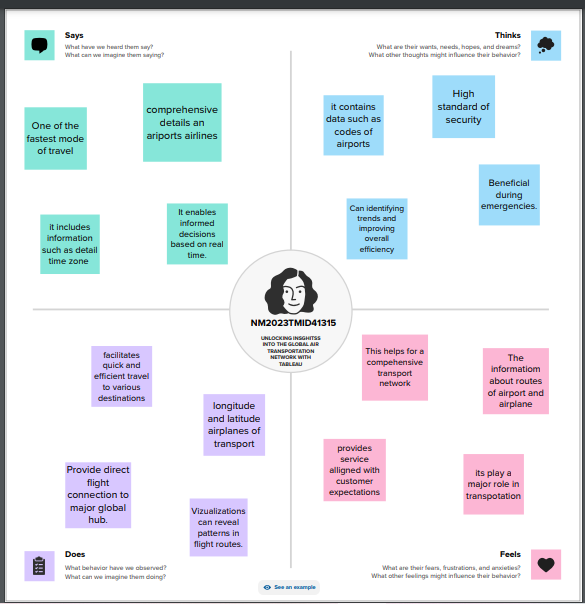 Says
What have we heard them say?
What can we imagine them saying?
Thinks
What are their wants, needs, hopes, and dreams?
What other thoughts might influence their behavior?
One of the
fastest mode
of travel
comprehensive
details an
ariports airlines
it includes
information
such as detail
time zone
It enables
informed
decisions
based on real
time.
it contains
data such as
codes of
airports
High
standard of
security
Can identifying
trends and
improving
overall
efficiency
Beneficial
during
emergencies.
NM2023TMID41315
UNLOCKING INSGHITSS
INTO THE GLOBAL AIR
TRANSPORTATION
NETWORK WITH
TABLEAU
facilitates
quick and
efficient travel
to various
destinations
longitude
and latitude
airplanes of
transport
Provide direct
flight
connection to
major global
hub.
Vizualizations
can reveal
patterns in
flight routes.
This helps for a
comprehensive
transport
network
The
informatiom
about routes
of airport and
airplane
provides
service
alligned with
customer
expectations
its play a
major role in
transpotation
Does
What behavior have we observed?
What can we imagine them doing?
Feels
What are their fears, frustrations, and anxieties?
What other feelings might influence their behavior?
See an example